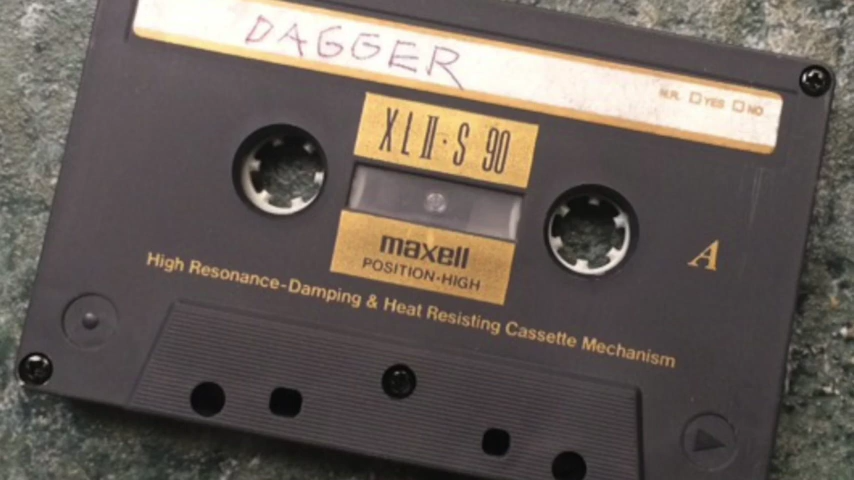 DAGGER
N.R. □YES □NO
XLII·S 90
maxell
POSITION·HIGH
A
High Resonance-Damping & Heat Resisting Cassette Mechanism